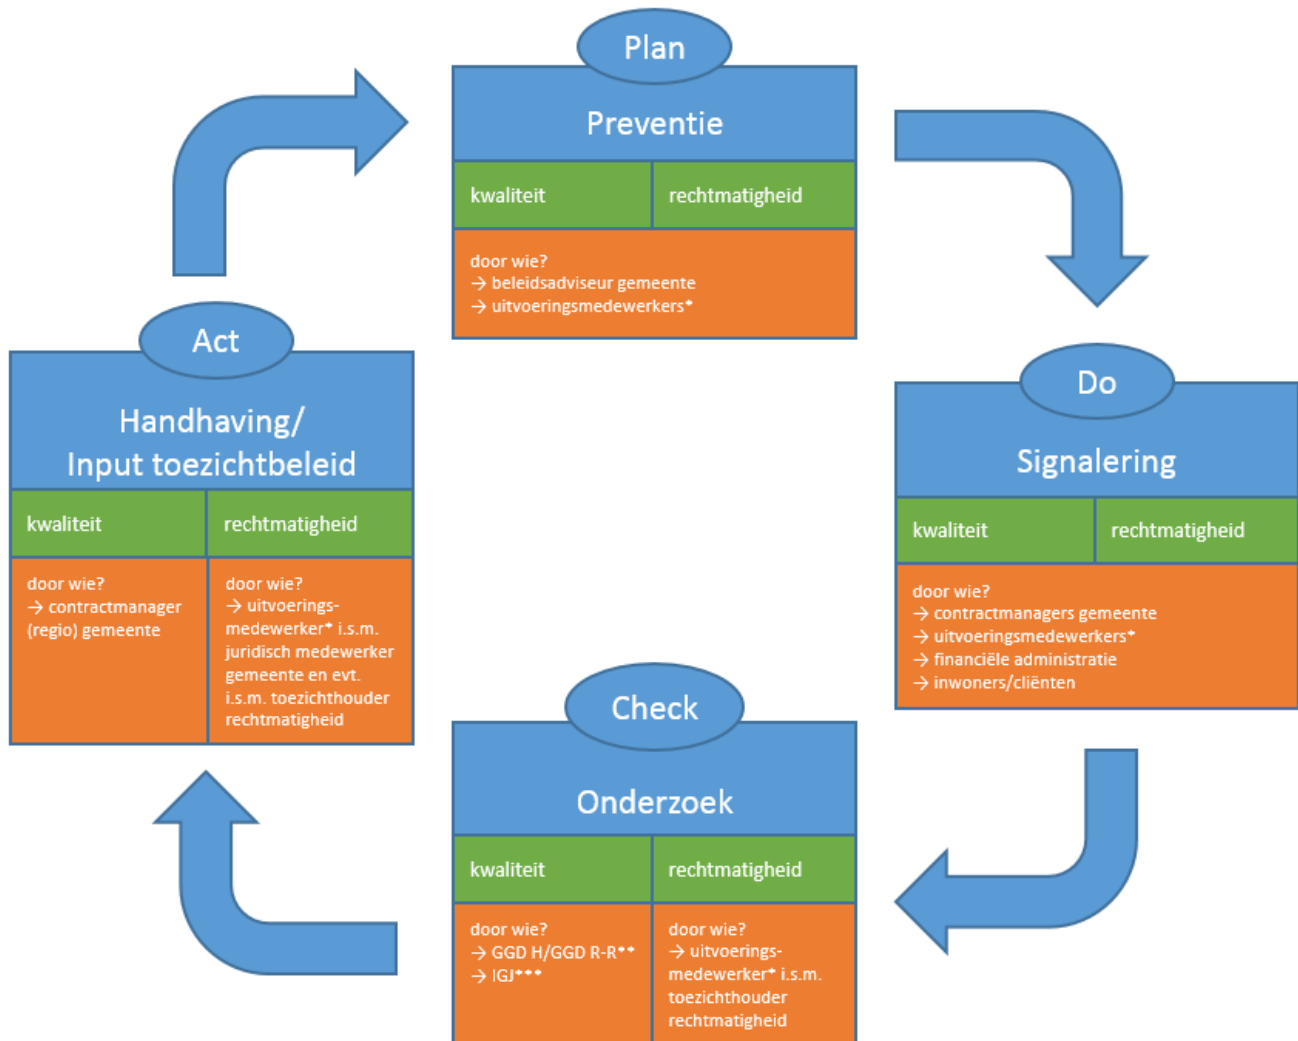 Plan
Preventie
kwaliteit
rechtmatigheid
door wie?
→ beleidsadviseur gemeente
→ uitvoeringsmedewerkers*
Do
Signalering
kwaliteit
rechtmatigheid
door wie?
→ contractmanagers gemeente
→ uitvoeringsmedewerkers*
→ financiële administratie
→ inwoners/cliënten
Check
Onderzoek
kwaliteit
rechtmatigheid
door wie?
→ GGD H/GGD R-R**
→ IGJ***
door wie?
→ uitvoerings-
medewerker* i.s.m.
toezichthouder
rechtmatigheid
Act
Handhaving/
Input toezichtbeleid
kwaliteit
rechtmatigheid
door wie?
→ contractmanager
(regio) gemeente
door wie?
→ uitvoerings-
medewerker* i.s.m.
juridisch medewerker
gemeente en evt.
i.s.m. toezichthouder
rechtmatigheid